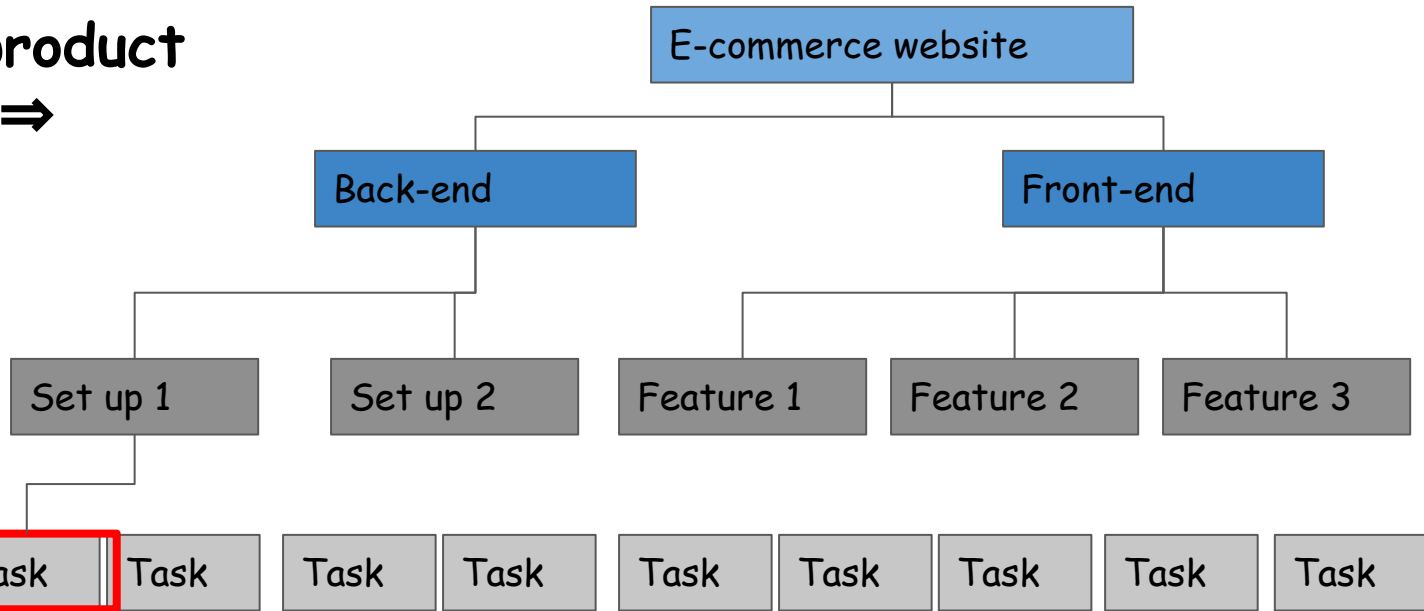 product
⇒
E-commerce website
Back-end
Front-end
Set up 1
Set up 2
Feature 1
Feature 2
Feature 3
ask
Task
Task
Task
Task
Task
Task
Task
Task